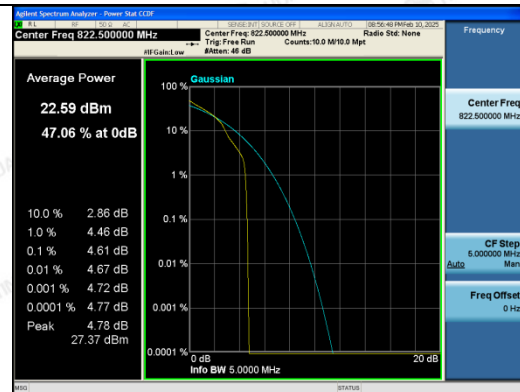 Agilent Spectrum Analyzer - Power Stat CCDF
RL RF 50 Ω AC SENSE:INT SOURCE OFF ALIGN AUTO 08:56:48 PM Feb 10, 2025
Center Freq 822.500000 MHz
Center Freq: 822.500000 MHz Radio Std: None
Trig: Free Run Counts:10.0 M/10.0 Mpt
#IFGain:Low #Atten: 46 dB
Frequency
Average Power
22.59 dBm
47.06 % at 0dB
10.0 % 2.86 dB
1.0 % 4.46 dB
0.1 % 4.61 dB
0.01 % 4.67 dB
0.001 % 4.72 dB
0.0001 % 4.77 dB
Peak 4.78 dB
27.37 dBm
Gaussian
100 %
10 %
1 %
0.1 %
0.01 %
0.001 %
0.0001 %
0 dB 20 dB
Info BW 5.0000 MHz
Center Freq
822.500000 MHz
CF Step
5.000000 MHz
Auto Man
Freq Offset
0 Hz
MSG STATUS